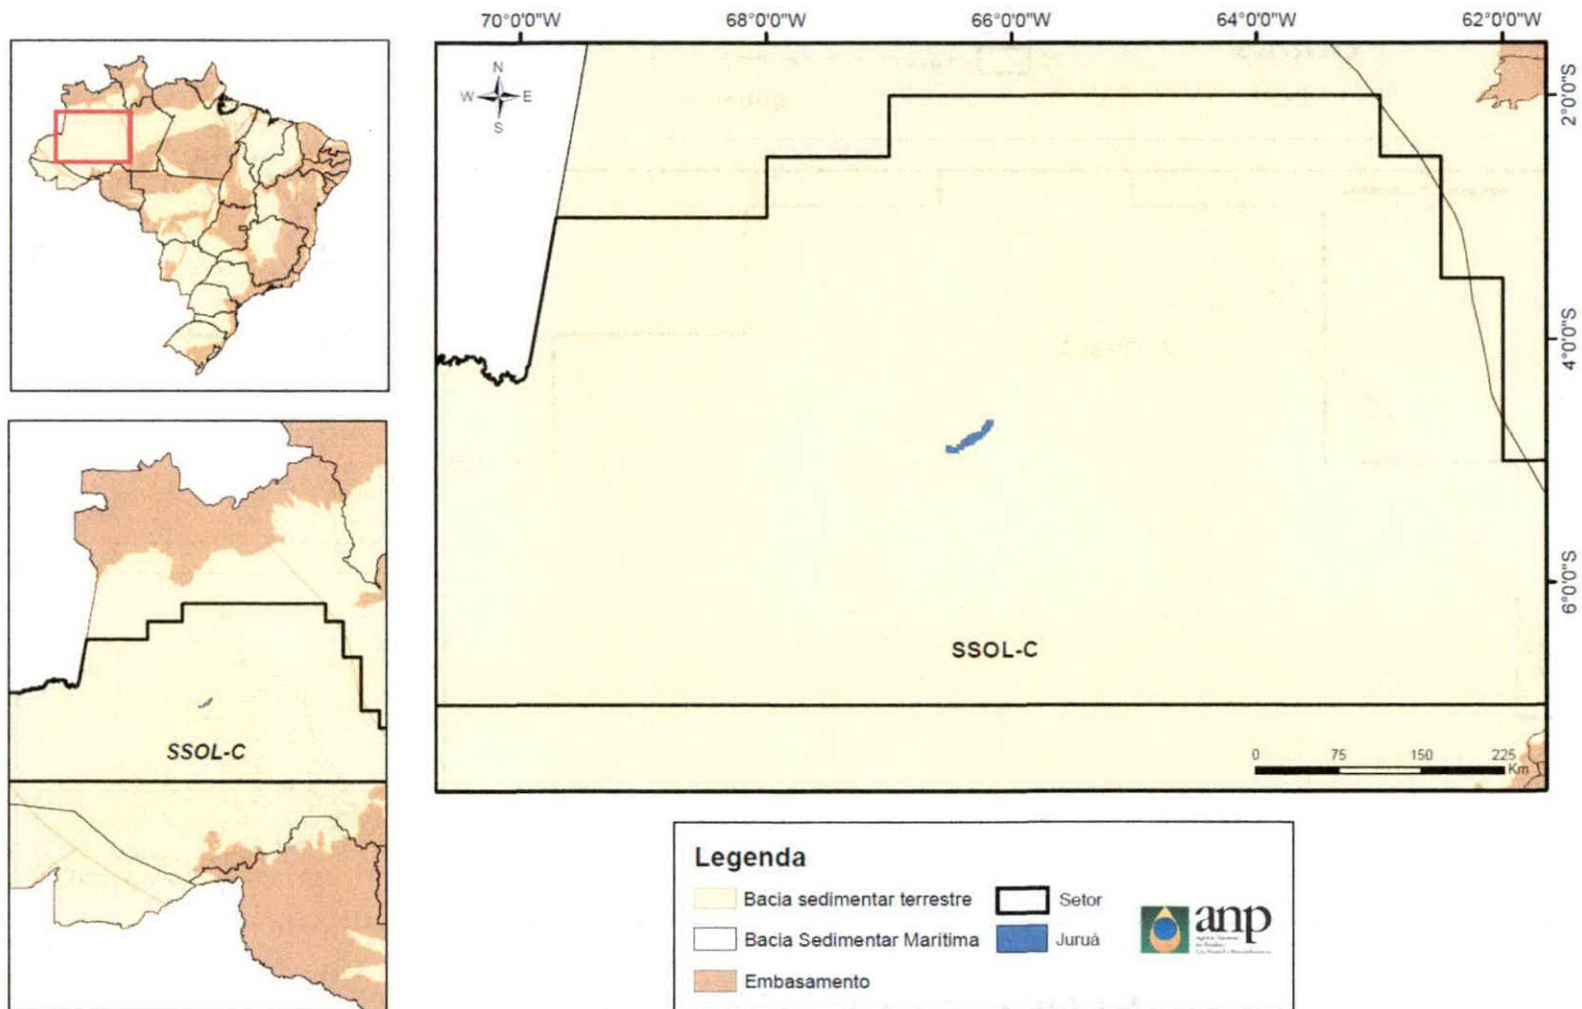 70°0'0"W
68°0'0"W
66°0'0"W
64°0'0"W
62°0'0"W
N
W
E
S
2°0'0"S
4°0'0"S
6°0'0"S
SSOL-C
0 75 150 225
Km
SSOL-C
Legenda
Bacia sedimentar terrestre
Setor
Bacia Sedimentar Marítima
Juruá
Embasamento
anp